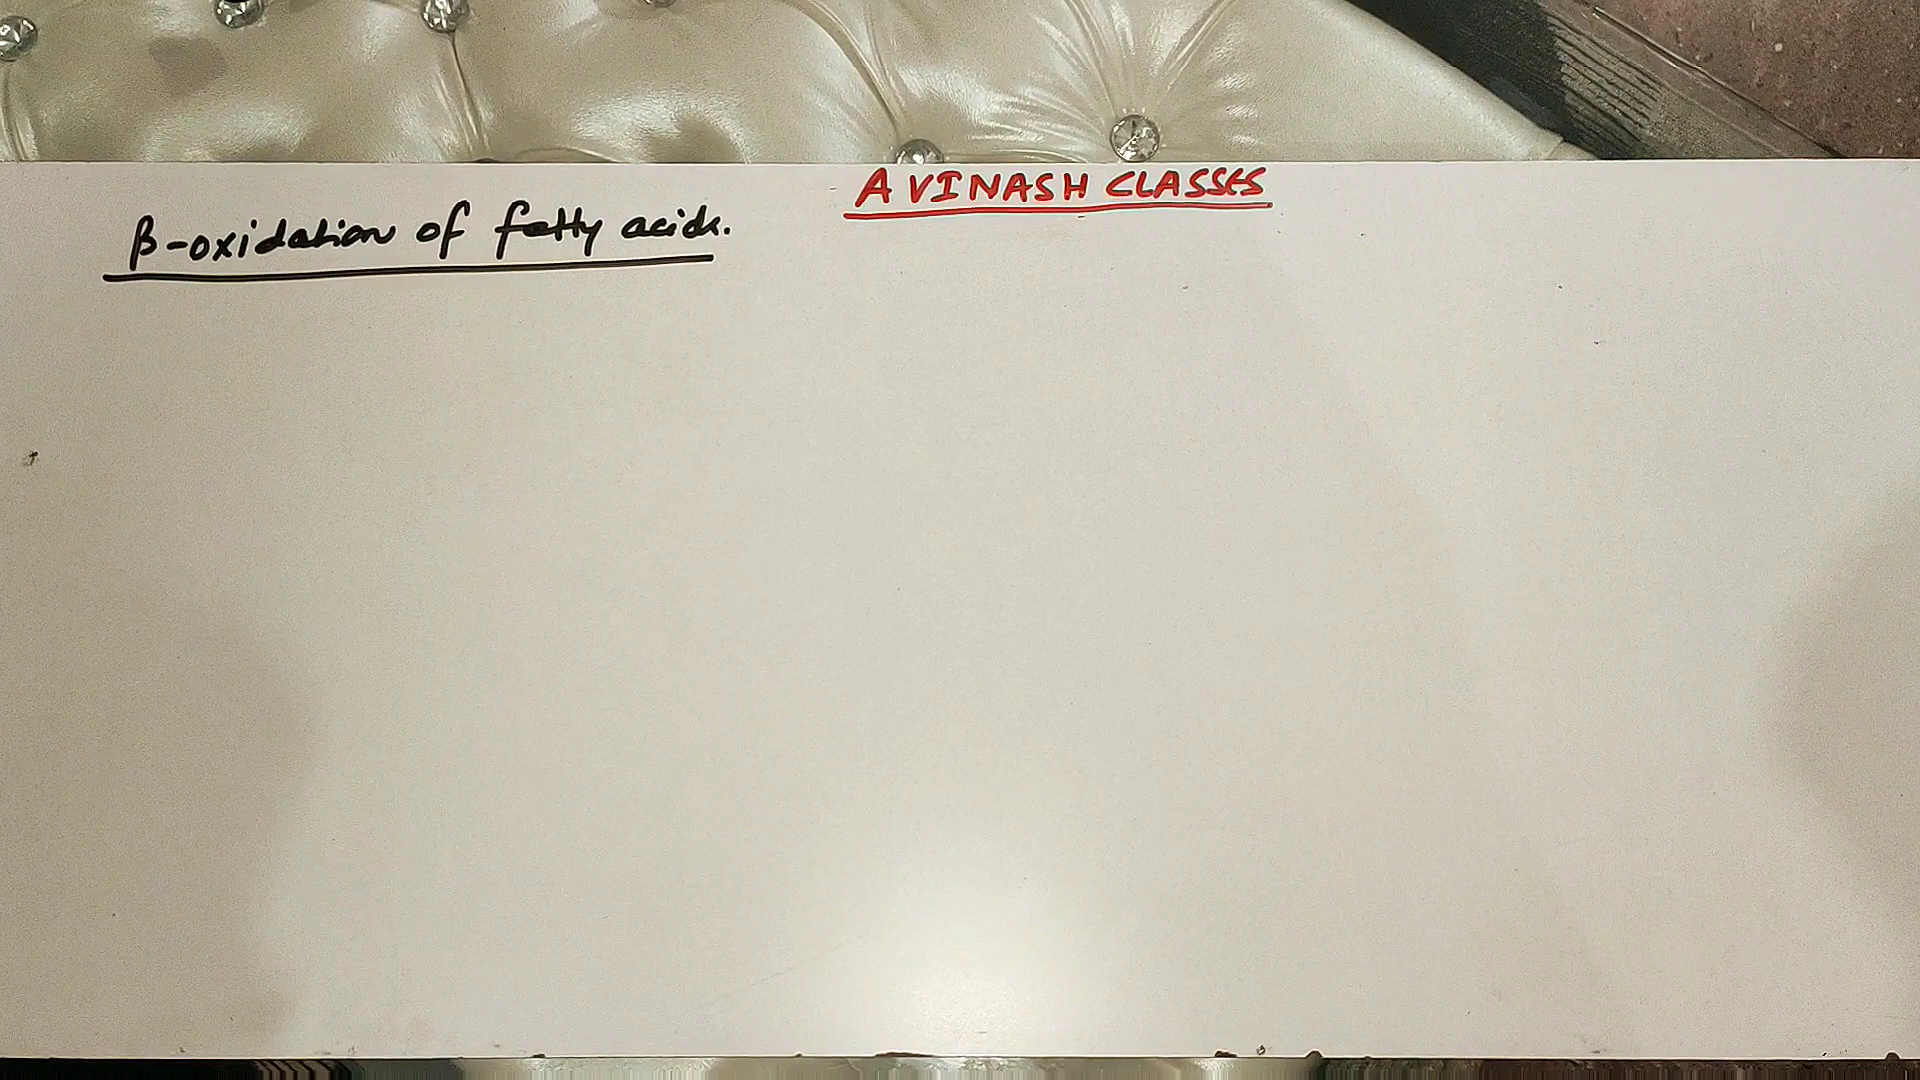 AVINASH CLASSES
β-oxidation of fatty acids.